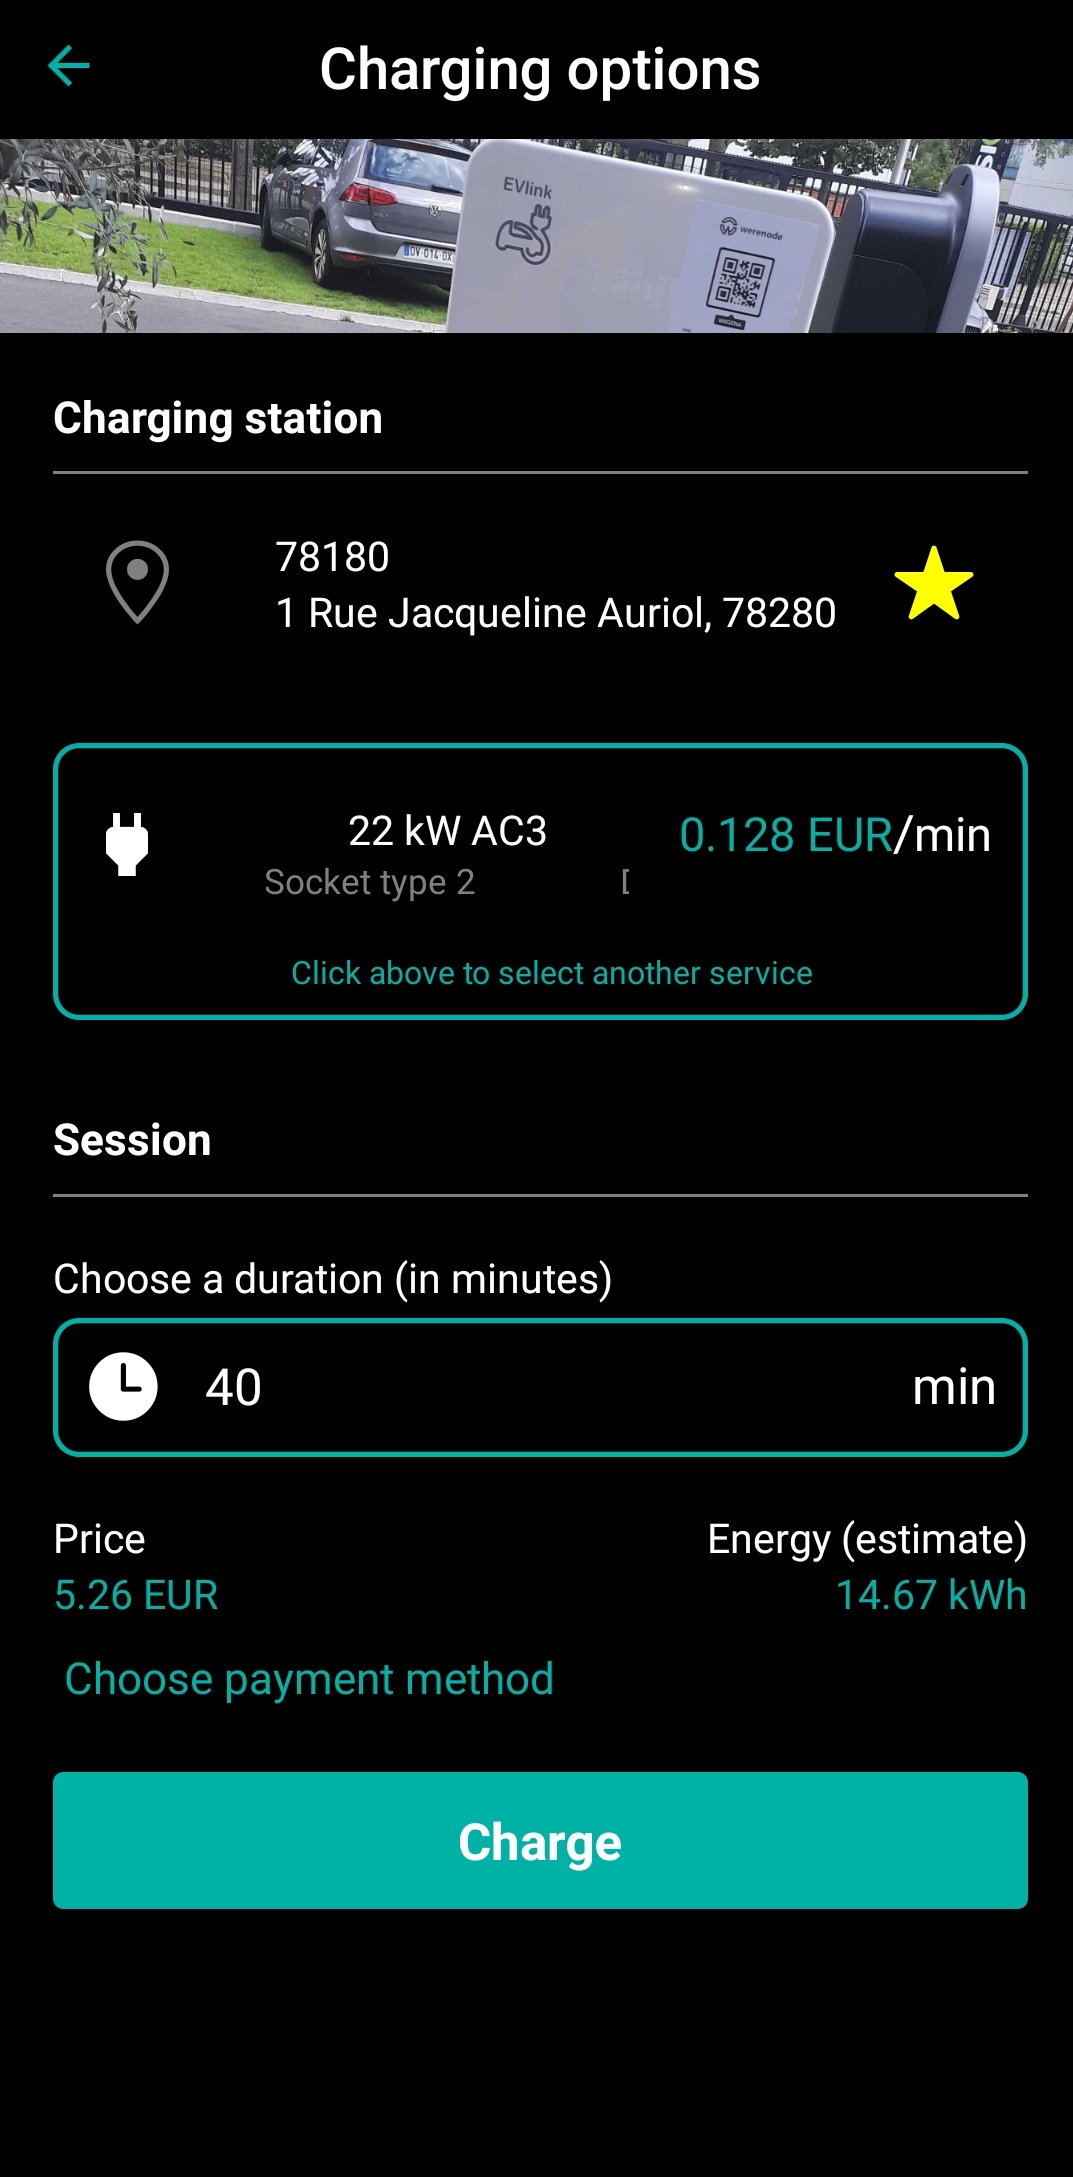 Charging options
EVlink
werenode
Charging station
78180
1 Rue Jacqueline Auriol, 78280
22 kW AC3
0.128 EUR/min
Socket type 2
Click above to select another service
Session
Choose a duration (in minutes)
40 min
Price
Energy (estimate)
5.26 EUR
14.67 kWh
Choose payment method
Charge